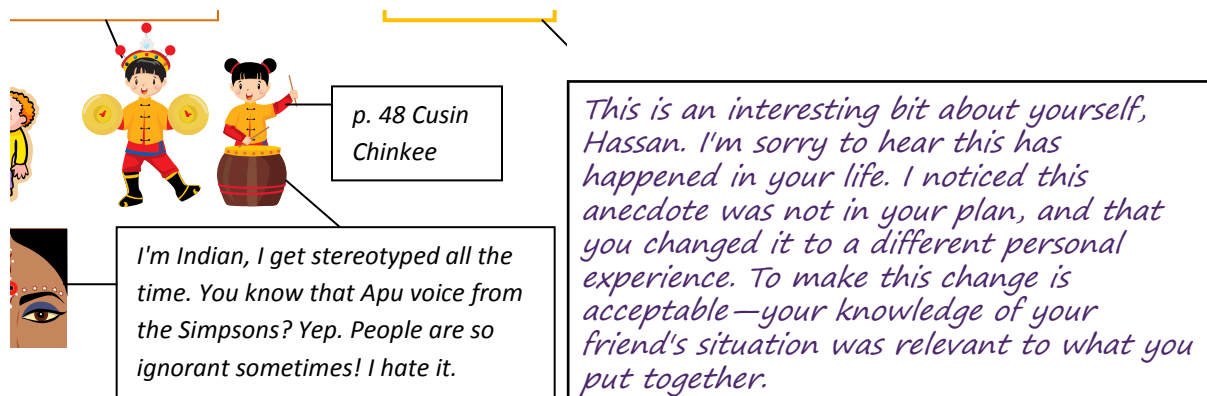 p. 48 Cusin
Chinkee
I'm Indian, I get stereotyped all the
time. You know that Apu voice from
the Simpsons? Yep. People are so
ignorant sometimes! I hate it.
This is an interesting bit about yourself,
Hassan. I'm sorry to hear this has
happened in your life. I noticed this
anecdote was not in your plan, and that
you changed it to a different personal
experience. To make this change is
acceptable—your knowledge of your
friend's situation was relevant to what you
put together.